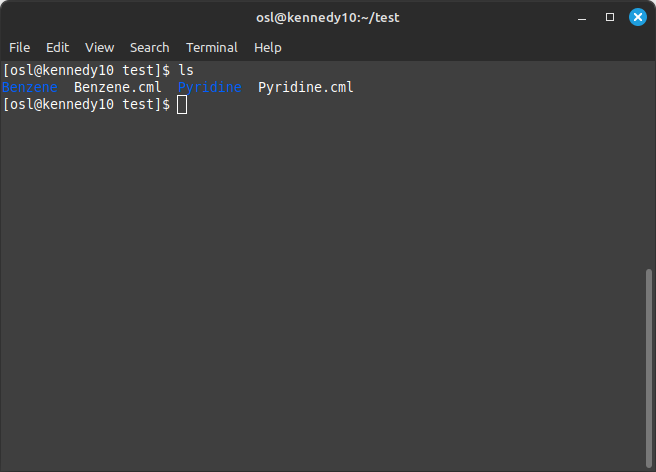 osl@kennedy10:~/test
File Edit View Search Terminal Help
[osl@kennedy10 test]$ ls
Benzene  Benzene.cml  Pyridine  Pyridine.cml
[osl@kennedy10 test]$